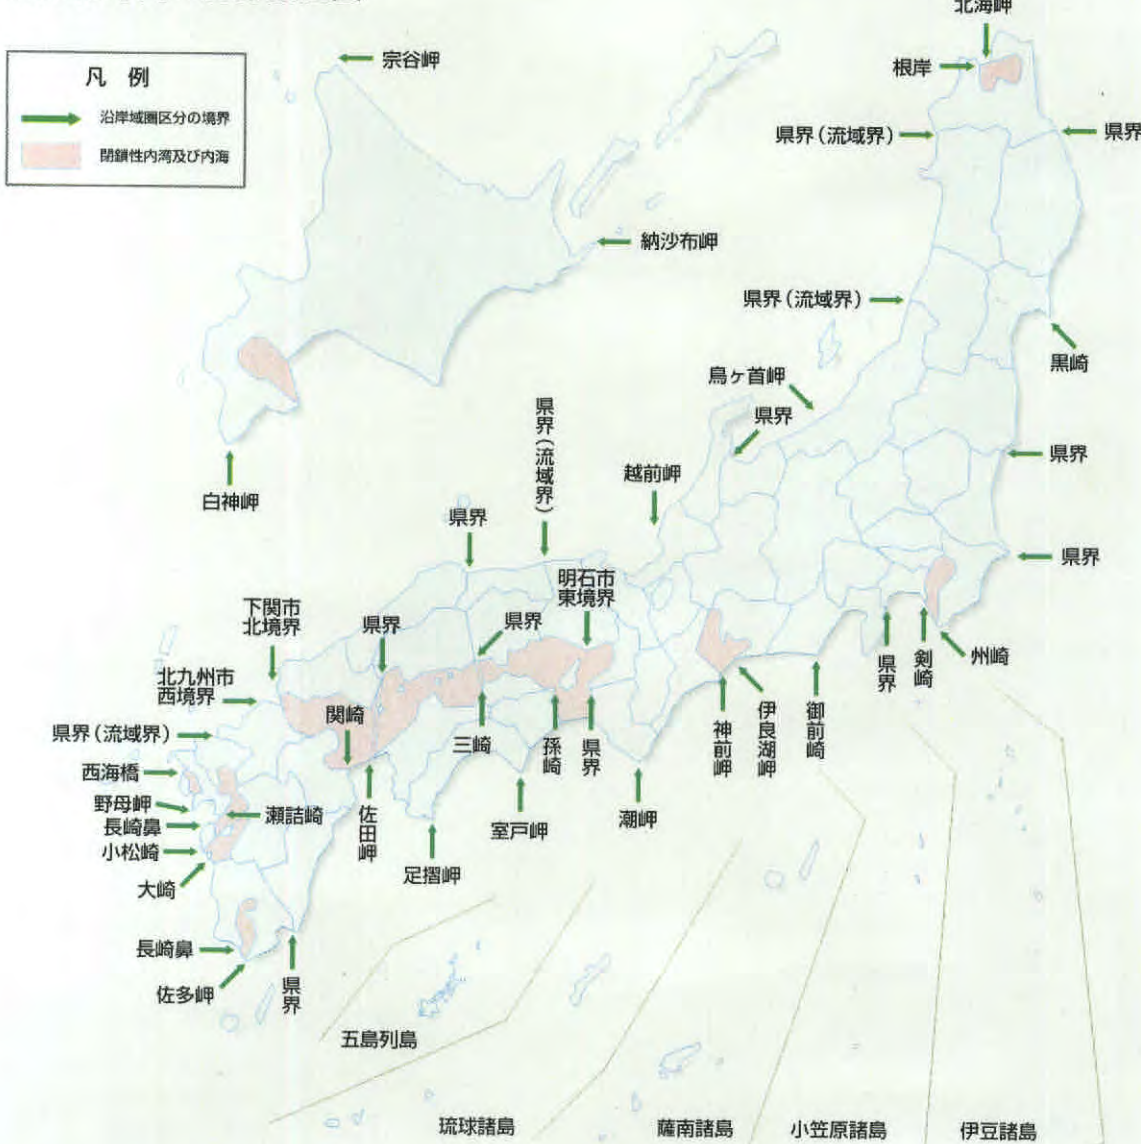 凡 例
沿岸域圏区分の境界
閉鎖性内湾及び内海
宗谷岬
納沙布岬
白神岬
北海岬
根岸
県界(流域界)
県界
県界(流域界)
黒崎
鳥ヶ首岬
県界
県界
県界(流域界)
越前岬
県界
県界
明石市
東境界
下関市
北境界
県界
県界
北九州市
西境界
県界(流域界)
関崎
三崎
孫崎
県界
神前岬
伊良湖岬
御前崎
県界
剣崎
州崎
西海橋
野母岬
長崎鼻
小松崎
大崎
瀬詰崎
佐田岬
足摺岬
室戸岬
潮岬
長崎鼻
佐多岬
県界
五島列島
琉球諸島
薩南諸島
小笠原諸島
伊豆諸島